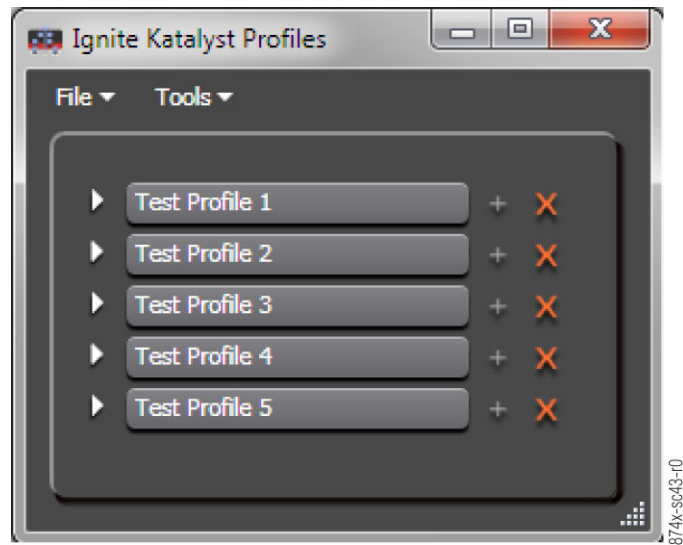 Ignite Katalyst Profiles
File Tools
Test Profile 1
Test Profile 2
Test Profile 3
Test Profile 4
Test Profile 5
874x-sc43-r0